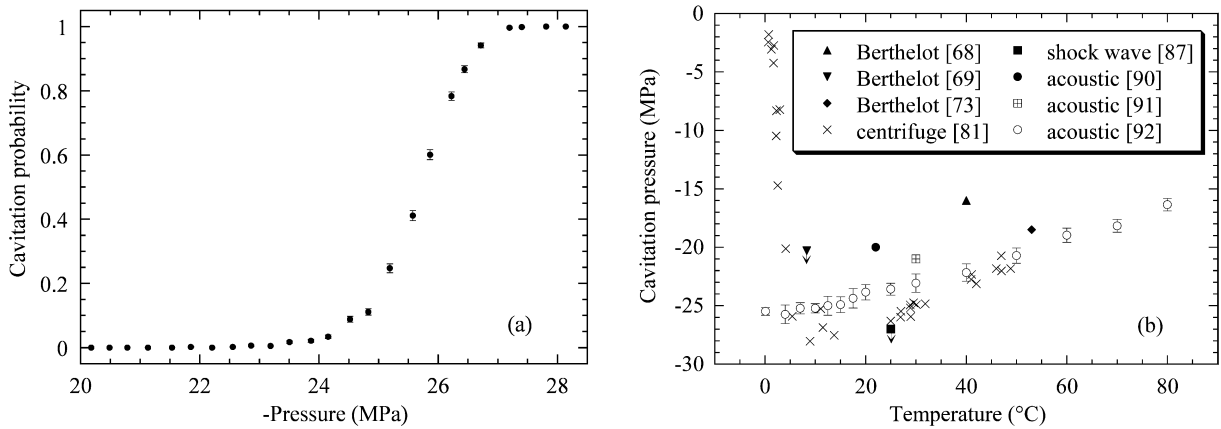 1
0.8
0.6
0.4
0.2
0
Cavitation probability
20
22
24
26
28
-Pressure (MPa)
(a)
0
-5
-10
-15
-20
-25
-30
Cavitation pressure (MPa)
Berthelot [68]
Berthelot [69]
Berthelot [73]
centrifuge [81]
shock wave [87]
acoustic [90]
acoustic [91]
acoustic [92]
(b)
0
20
40
60
80
Temperature (°C)